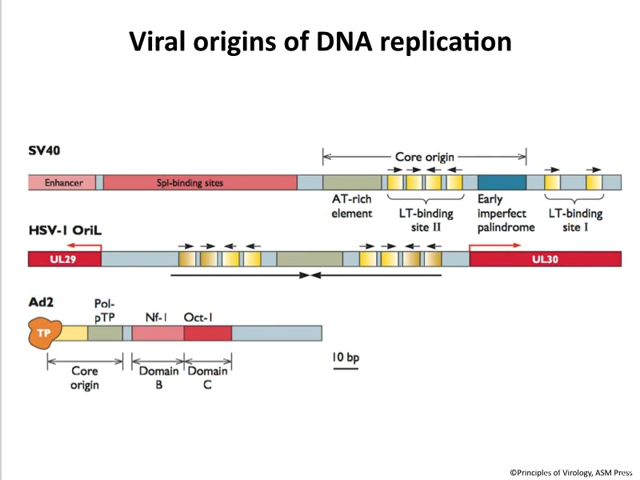 Viral origins of DNA replication
SV40
Core origin
Enhancer
SpI-binding sites
AT-rich
element
LT-binding
site II
Early
imperfect
palindrome
LT-binding
site I
HSV-1 OriL
UL29
UL30
Ad2
Pol-
pTP
Nf-1
Oct-1
TP
Core
origin
Domain
B
Domain
C
10 bp
©Principles of Virology, ASM Press